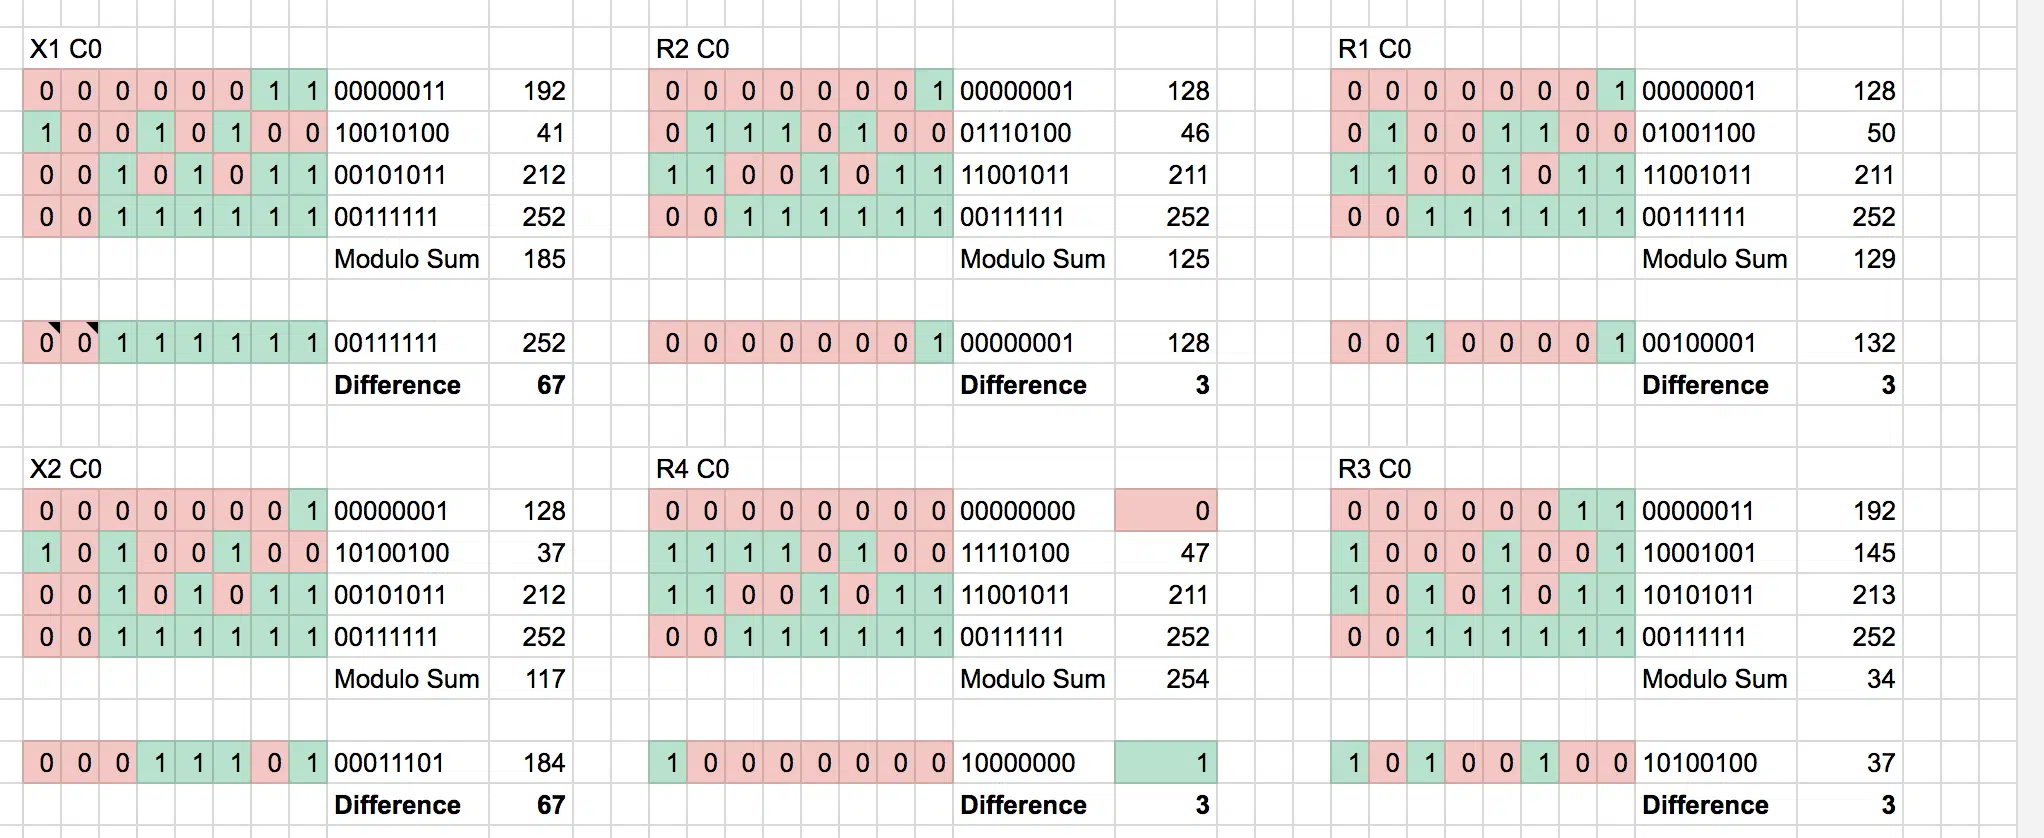 X1 C0 R2 C0 R1 C0
0 0 0 0 0 0 1 1 00000011 192 0 0 0 0 0 0 0 1 00000001 128 0 0 0 0 0 0 0 1 00000001 128
1 0 0 1 0 1 0 0 10010100 41 0 1 1 1 0 1 0 0 01110100 46 0 1 0 0 1 1 0 0 01001100 50
0 0 1 0 1 0 1 1 00101011 212 1 1 0 0 1 0 1 1 11001011 211 1 1 0 0 1 0 1 1 11001011 211
0 0 1 1 1 1 1 1 00111111 252 0 0 1 1 1 1 1 1 00111111 252 0 0 1 1 1 1 1 1 00111111 252
Modulo Sum 185 Modulo Sum 125 Modulo Sum 129
0 0 1 1 1 1 1 1 00111111 252 0 0 0 0 0 0 0 1 00000001 128 0 0 1 0 0 0 0 1 00100001 132
Difference 67 Difference 3 Difference 3
X2 C0 R4 C0 R3 C0
0 0 0 0 0 0 0 1 00000001 128 0 0 0 0 0 0 0 0 00000000 0 0 0 0 0 0 0 1 1 00000011 192
1 0 1 0 0 1 0 0 10100100 37 1 1 1 1 0 1 0 0 11110100 47 1 0 0 0 1 0 0 1 10001001 145
0 0 1 0 1 0 1 1 00101011 212 1 1 0 0 1 0 1 1 11001011 211 1 0 1 0 1 0 1 1 10101011 213
0 0 1 1 1 1 1 1 00111111 252 0 0 1 1 1 1 1 1 00111111 252 0 0 1 1 1 1 1 1 00111111 252
Modulo Sum 117 Modulo Sum 254 Modulo Sum 34
0 0 0 1 1 1 0 1 00011101 184 1 0 0 0 0 0 0 0 10000000 1 1 0 1 0 0 1 0 0 10100100 37
Difference 67 Difference 3 Difference 3